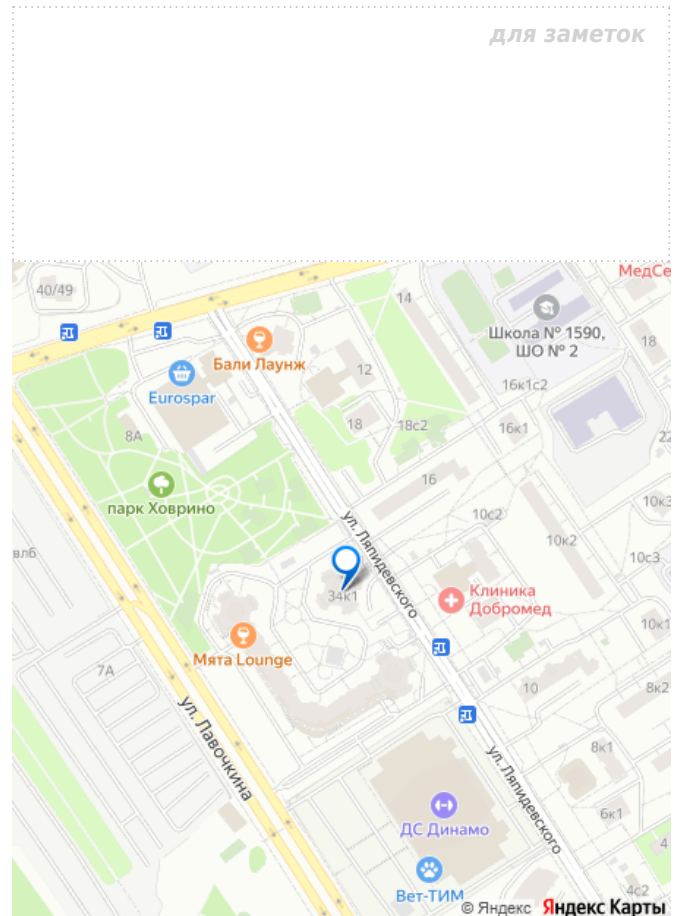 для заметок
МедСе
40/49
14
Школа № 1590,
ШО № 2
18
Бали Лаунж
12
Eurospar
16к1с2
8А
18
18с2
16к1
22
парк Ховрино
16
10с2
10к3
ул. Ляпидевского
10к2
влб
10с3
34к1
Клиника
Добромед
10к1
Мята Lounge
7А
10
8к2
ул. Лавочкина
8к1
ул. Ляпидевского
6к1
ДС Динамо
4
Вет-ТИМ
4с2
© Яндекс Яндекс Карты